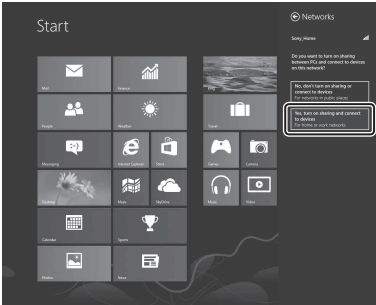 Start
Networks
Sony_Home
Do you want to turn on sharing
between PCs and connect to devices
on this network?
No, don't turn on sharing or
connect to devices
For networks in public places
Yes, turn on sharing and connect
to devices
For home or work networks
Mail
Finance
People
Weather
Travel
Messaging
Internet Explorer
Store
Games
Camera
Desktop
Maps
SkyDrive
Music
Video
Calendar
Sports
Photos
News